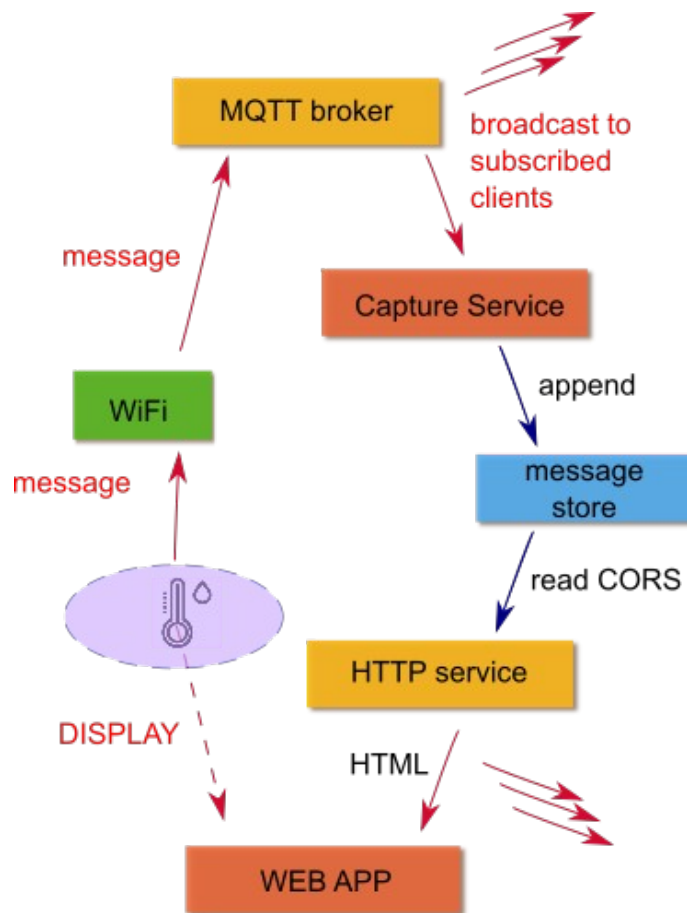 MQTT broker
broadcast to
subscribed
clients
message
Capture Service
append
WiFi
message
message
store
read CORS
HTTP service
DISPLAY
HTML
WEB APP